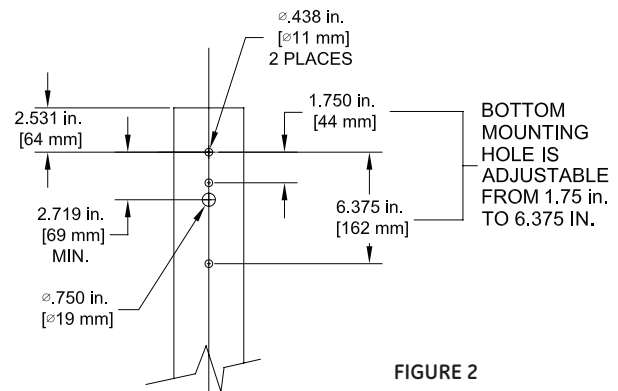 ⌀.438 in.
[⌀11 mm]
2 PLACES
2.531 in.
[64 mm]
1.750 in.
[44 mm]
BOTTOM
MOUNTING
HOLE IS
ADJUSTABLE
FROM 1.75 in.
TO 6.375 IN.
2.719 in.
[69 mm]
MIN.
6.375 in.
[162 mm]
⌀.750 in.
[⌀19 mm]
FIGURE 2